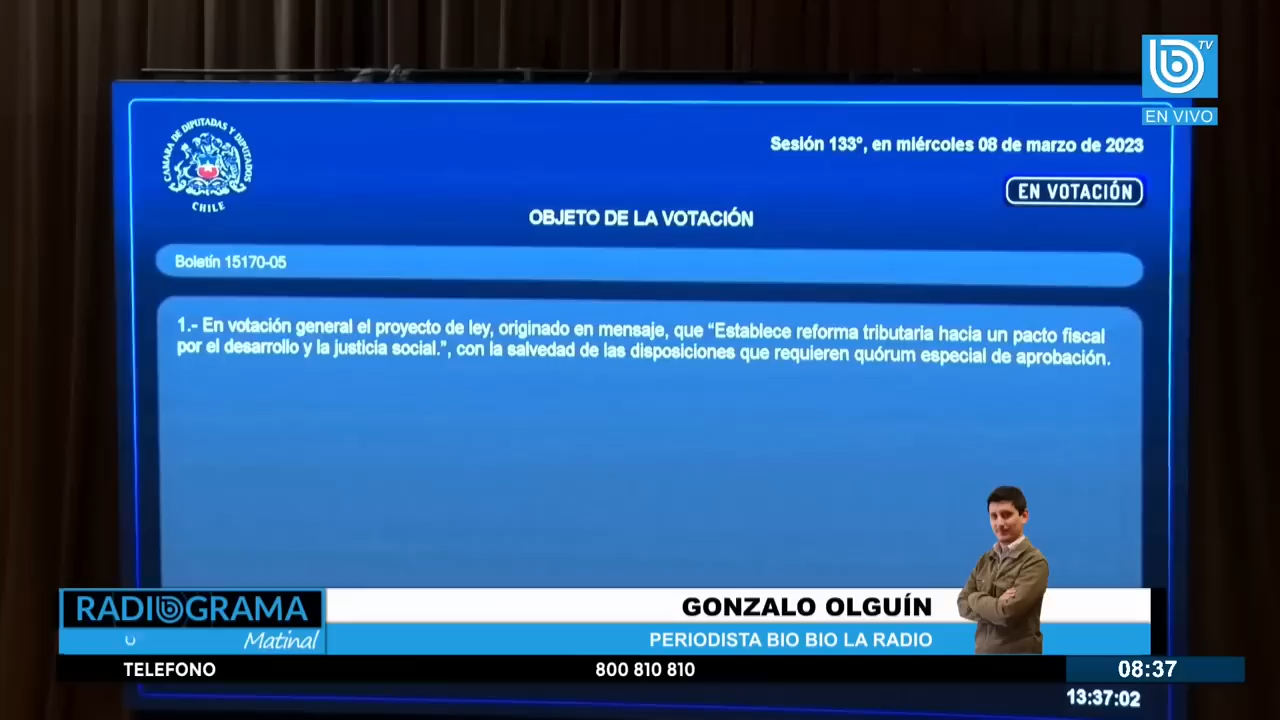 TV
EN VIVO
CAMARA DE DIPUTADAS Y DIPUTADOS
CHILE
Sesión 133º, en miércoles 08 de marzo de 2023
EN VOTACIÓN
OBJETO DE LA VOTACIÓN
Boletín 15170-05
1.- En votación general el proyecto de ley, originado en mensaje, que “Establece reforma tributaria hacia un pacto fiscal
por el desarrollo y la justicia social.”, con la salvedad de las disposiciones que requieren quórum especial de aprobación.
RADIOGRAMA
Matinal
GONZALO OLGUÍN
PERIODISTA BIO BIO LA RADIO
TELEFONO 800 810 810 08:37
13:37:02